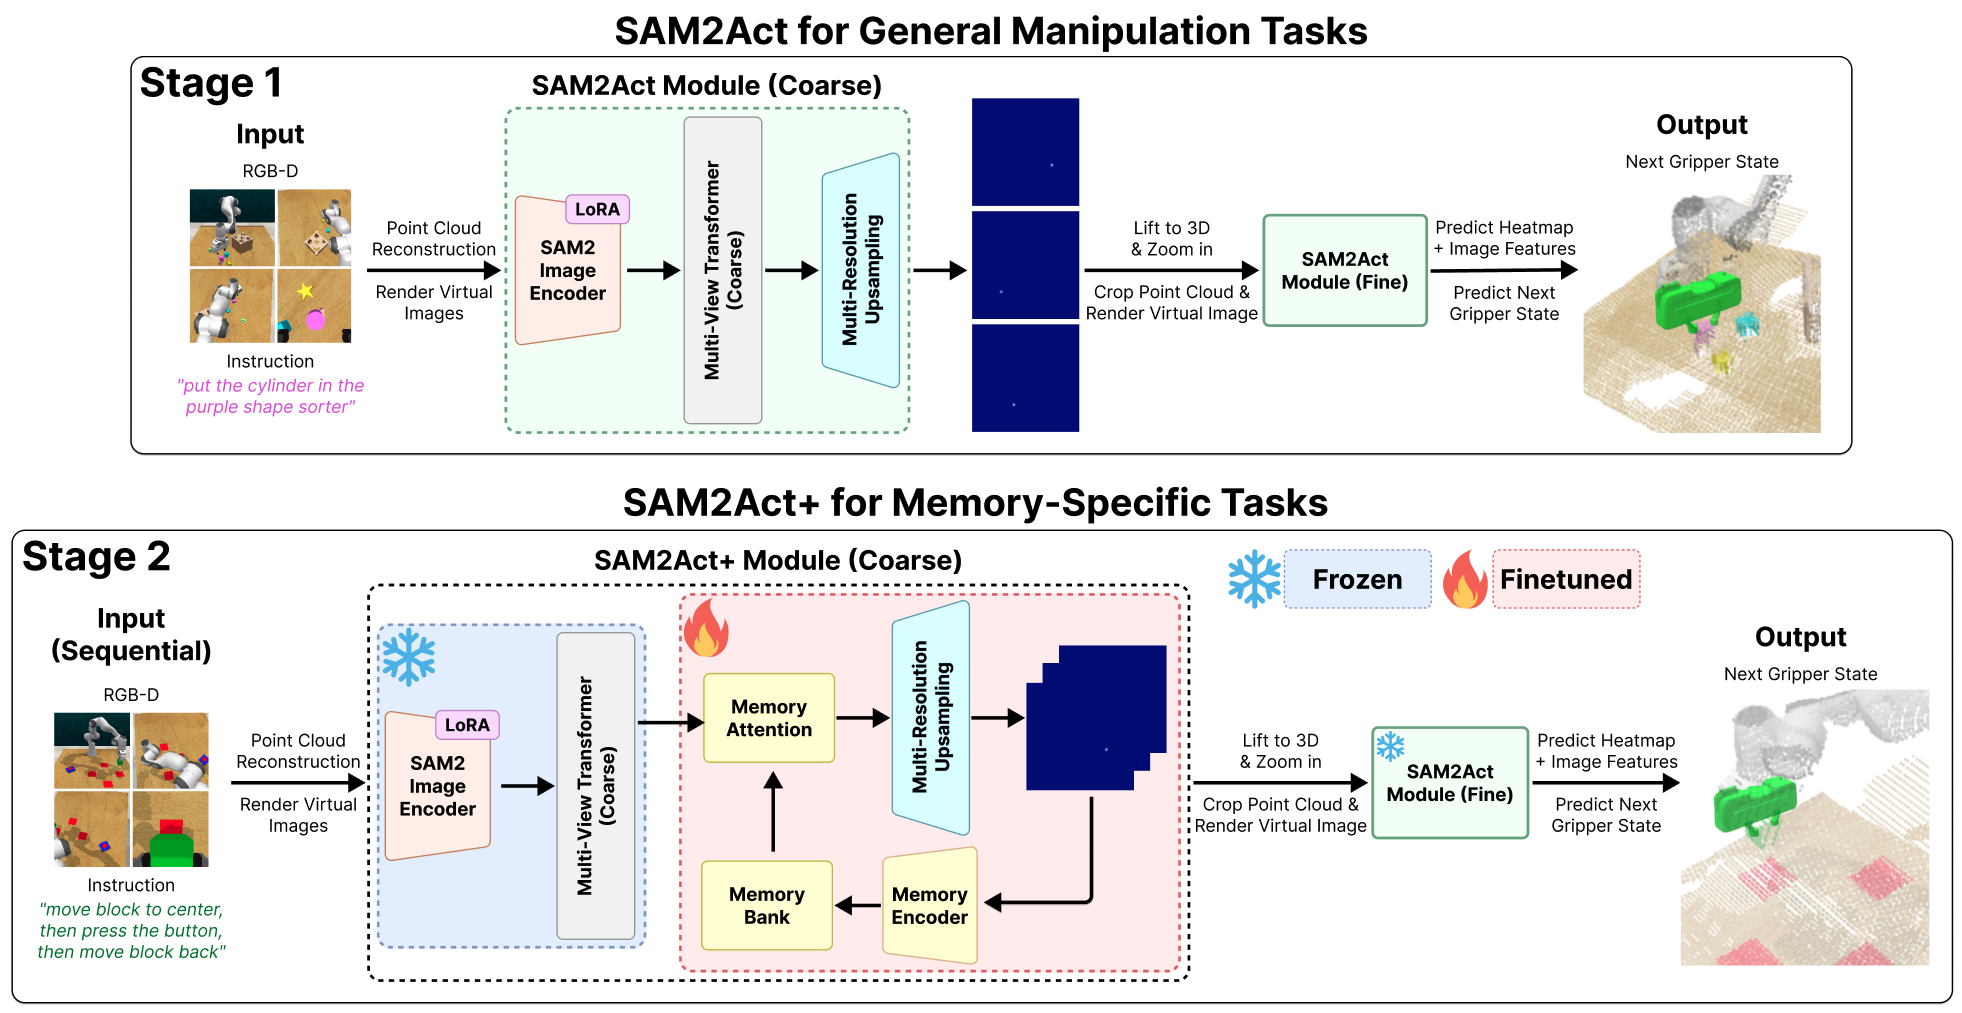 SAM2Act for General Manipulation Tasks
Stage 1
SAM2Act Module (Coarse)
Input
RGB-D
Instruction
"put the cylinder in the
purple shape sorter"
Point Cloud
Reconstruction
Render Virtual
Images
LoRA
SAM2
Image
Encoder
Multi-View Transformer
(Coarse)
Multi-Resolution
Upsampling
Lift to 3D
& Zoom in
Crop Point Cloud &
Render Virtual Image
SAM2Act
Module (Fine)
Predict Heatmap
+ Image Features
Predict Next
Gripper State
Output
Next Gripper State
SAM2Act+ for Memory-Specific Tasks
Stage 2
SAM2Act+ Module (Coarse)
Frozen
Finetuned
Input
(Sequential)
RGB-D
Instruction
"move block to center,
then press the button,
then move block back"
Point Cloud
Reconstruction
Render Virtual
Images
LoRA
SAM2
Image
Encoder
Multi-View Transformer
(Coarse)
Memory
Attention
Multi-Resolution
Upsampling
Memory
Bank
Memory
Encoder
Lift to 3D
& Zoom in
Crop Point Cloud &
Render Virtual Image
SAM2Act
Module (Fine)
Predict Heatmap
+ Image Features
Predict Next
Gripper State
Output
Next Gripper State